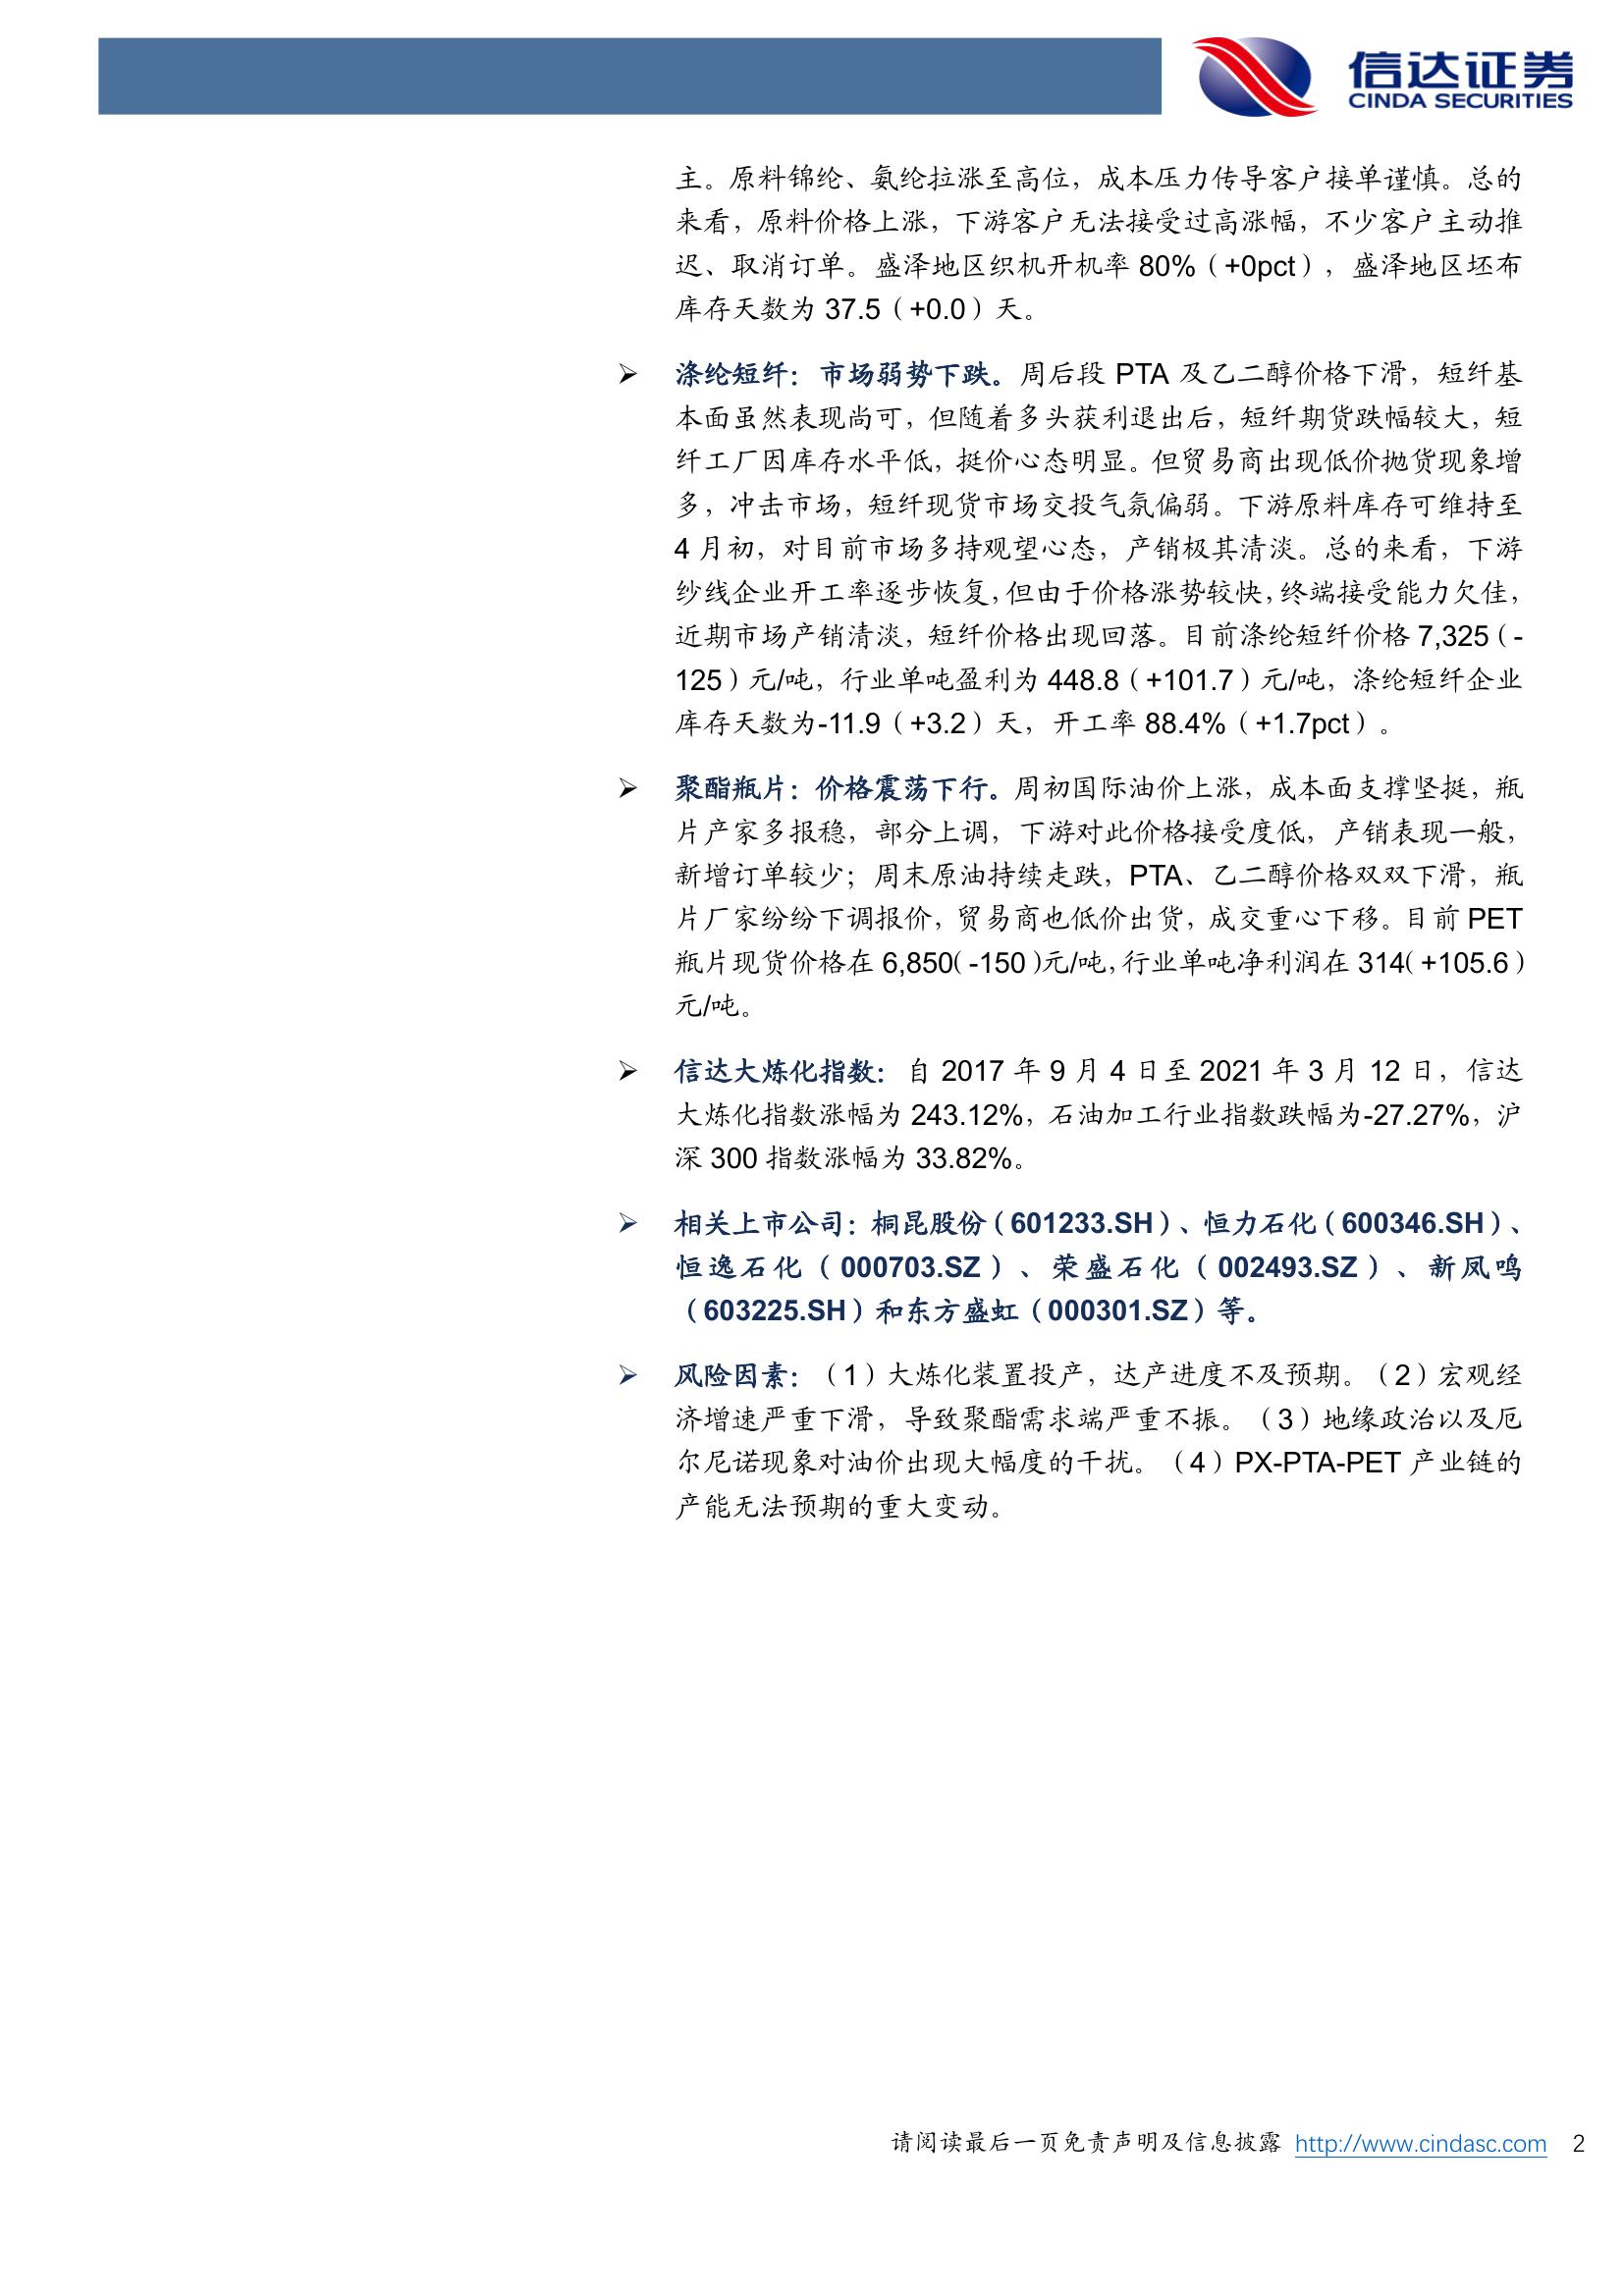 信达证券
CINDA SECURITIES
主。原料锦纶、氨纶拉涨至高位，成本压力传导客户接单谨慎。总的
来看，原料价格上涨，下游客户无法接受过高涨幅，不少客户主动推
迟、取消订单。盛泽地区织机开机率 80%（+0pct），盛泽地区坯布
库存天数为 37.5（+0.0）天。
➢ 涤纶短纤：市场弱势下跌。周后段 PTA 及乙二醇价格下滑，短纤基
本面虽然表现尚可，但随着多头获利退出后，短纤期货跌幅较大，短
纤工厂因库存水平低，挺价心态明显。但贸易商出现低价抛货现象增
多，冲击市场，短纤现货市场交投气氛偏弱。下游原料库存可维持至
4 月初，对目前市场多持观望心态，产销极其清淡。总的来看，下游
纱线企业开工率逐步恢复，但由于价格涨势较快，终端接受能力欠佳，
近期市场产销清淡，短纤价格出现回落。目前涤纶短纤价格 7,325（-
125）元/吨，行业单吨盈利为 448.8（+101.7）元/吨，涤纶短纤企业
库存天数为-11.9（+3.2）天，开工率 88.4%（+1.7pct）。
➢ 聚酯瓶片：价格震荡下行。周初国际油价上涨，成本面支撑坚挺，瓶
片产家多报稳，部分上调，下游对此价格接受度低，产销表现一般，
新增订单较少；周末原油持续走跌，PTA、乙二醇价格双双下滑，瓶
片厂家纷纷下调报价，贸易商也低价出货，成交重心下移。目前 PET
瓶片现货价格在 6,850（-150）元/吨，行业单吨净利润在 314（+105.6）
元/吨。
➢ 信达大炼化指数：自 2017 年 9 月 4 日至 2021 年 3 月 12 日，信达
大炼化指数涨幅为 243.12%，石油加工行业指数跌幅为-27.27%，沪
深 300 指数涨幅为 33.82%。
➢ 相关上市公司：桐昆股份（601233.SH）、恒力石化（600346.SH）、
恒逸石化（000703.SZ）、荣盛石化（002493.SZ）、新凤鸣
（603225.SH）和东方盛虹（000301.SZ）等。
➢ 风险因素：（1）大炼化装置投产，达产进度不及预期。（2）宏观经
济增速严重下滑，导致聚酯需求端严重不振。（3）地缘政治以及厄
尔尼诺现象对油价出现大幅度的干扰。（4）PX-PTA-PET 产业链的
产能无法预期的重大变动。
请阅读最后一页免责声明及信息披露 http://www.cindasc.com 2